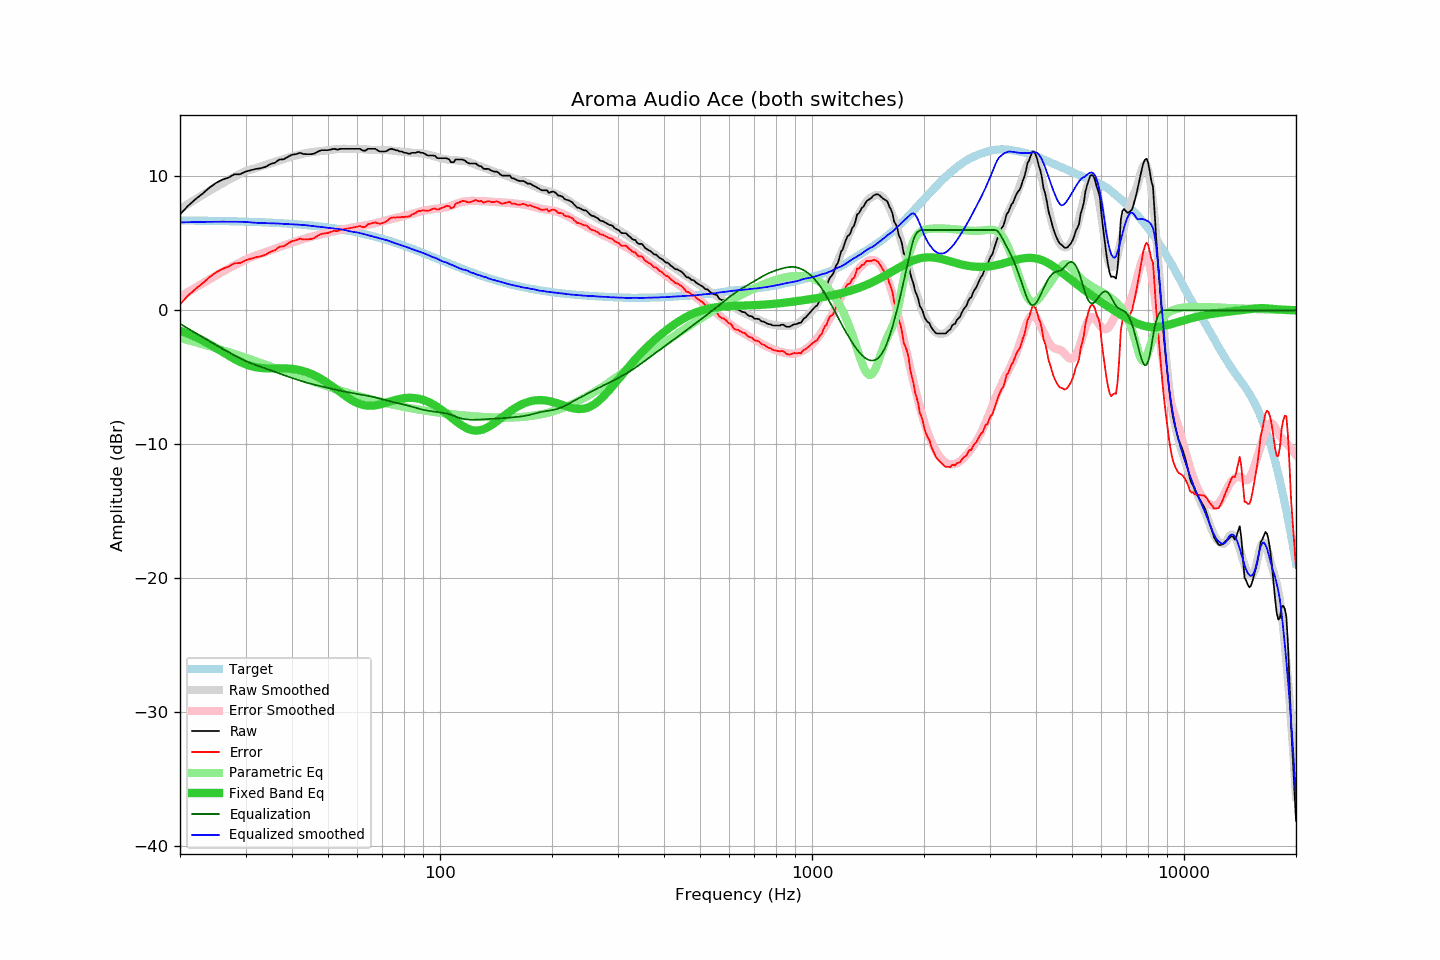 Aroma Audio Ace (both switches)
10
0
−10
−20
−30
−40
Amplitude (dBr)
Target
Raw Smoothed
Error Smoothed
Raw
Error
Parametric Eq
Fixed Band Eq
Equalization
Equalized smoothed
100
1000
10000
Frequency (Hz)